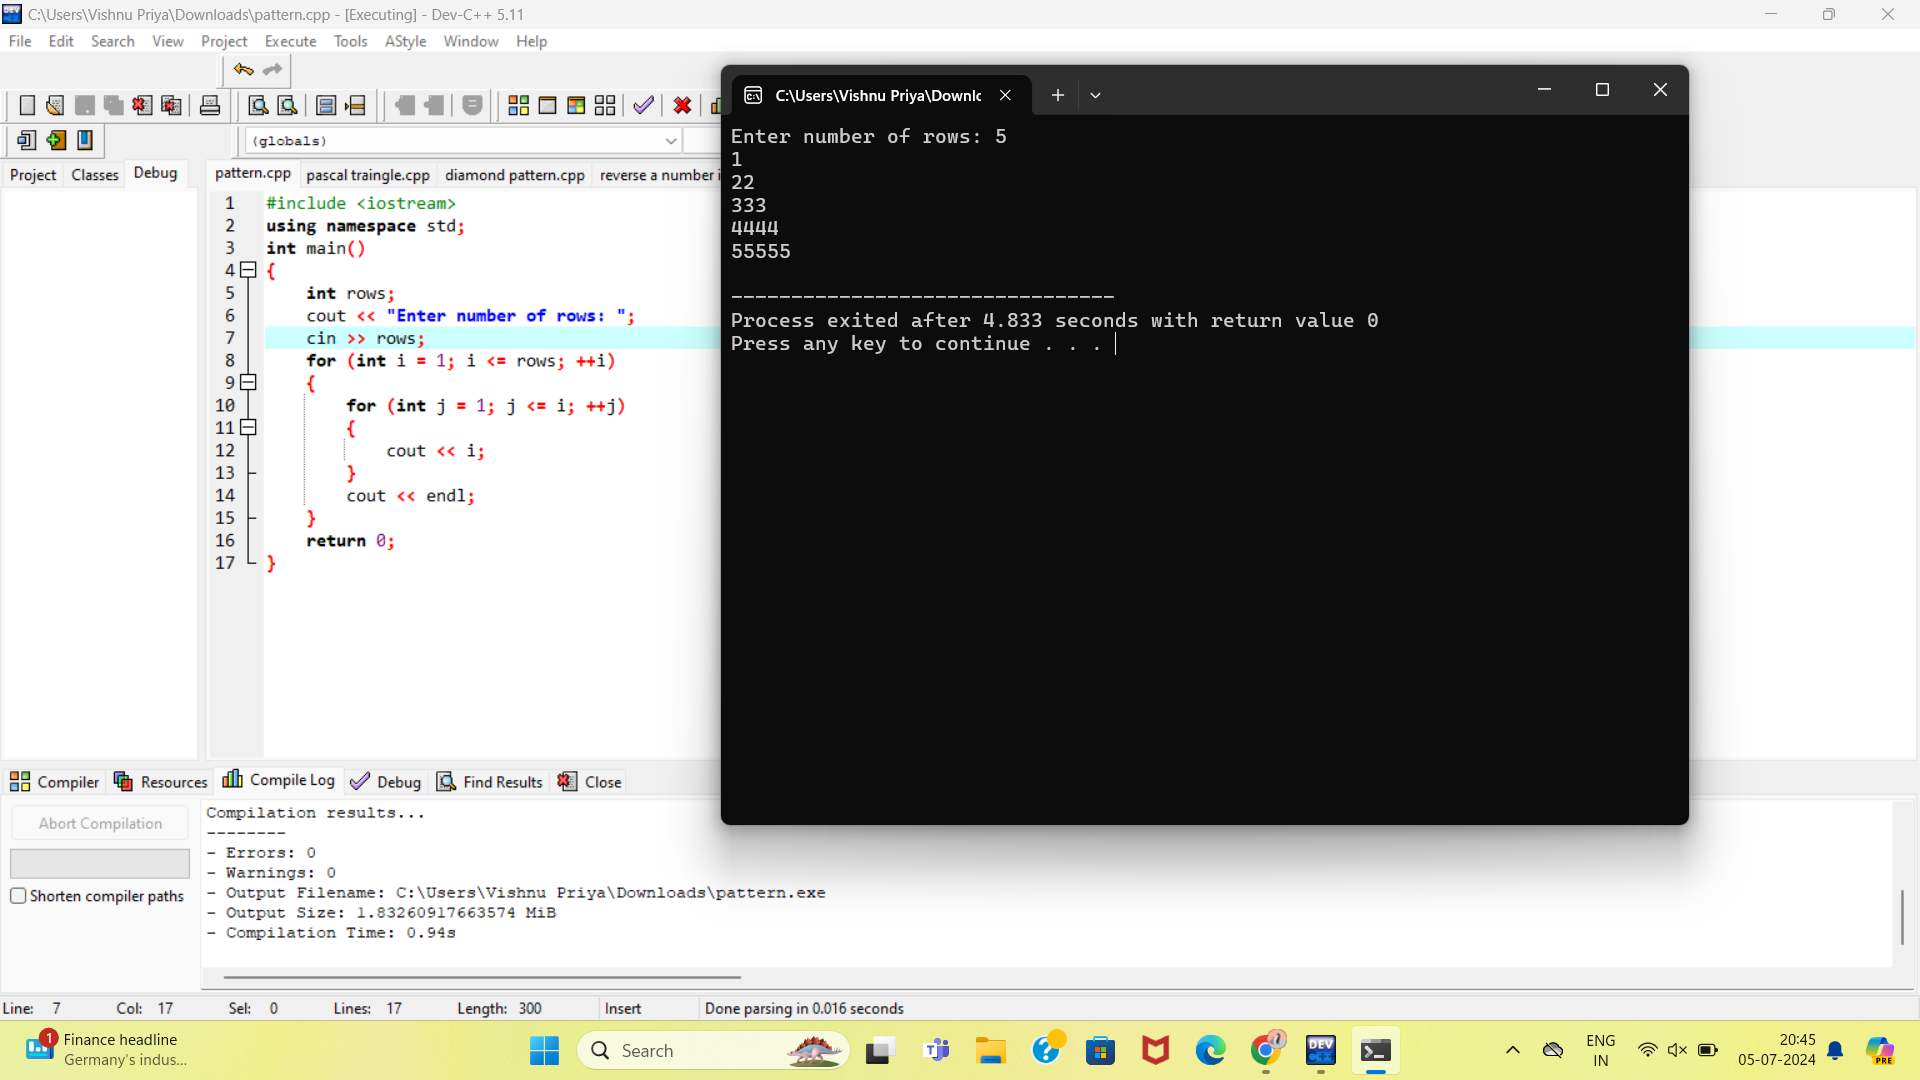 C:\Users\Vishnu Priya\Downloads\pattern.cpp - [Executing] - Dev-C++ 5.11
File Edit Search View Project Execute Tools AStyle Window Help
(globals)
Project Classes Debug
pattern.cpp pascal traingle.cpp diamond pattern.cpp reverse a number
1 #include <iostream>
2 using namespace std;
3 int main()
4 {
5 int rows;
6 cout << "Enter number of rows: ";
7 cin >> rows;
8 for (int i = 1; i <= rows; ++i)
9 {
10 for (int j = 1; j <= i; ++j)
11 {
12 cout << i;
13 }
14 cout << endl;
15 }
16 return 0;
17 }
C:\Users\Vishnu Priya\Downlc
Enter number of rows: 5
1
22
333
4444
55555
--------------------------------
Process exited after 4.833 seconds with return value 0
Press any key to continue . . .
Compiler Resources Compile Log Debug Find Results Close
Abort Compilation
Shorten compiler paths
Compilation results...
--------
- Errors: 0
- Warnings: 0
- Output Filename: C:\Users\Vishnu Priya\Downloads\pattern.exe
- Output Size: 1.83260917663574 MiB
- Compilation Time: 0.94s
Line: 7 Col: 17 Sel: 0 Lines: 17 Length: 300 Insert Done parsing in 0.016 seconds
1
Finance headline
Germany's indus...
Search
DEV
ENG
IN
20:45
05-07-2024
PRE